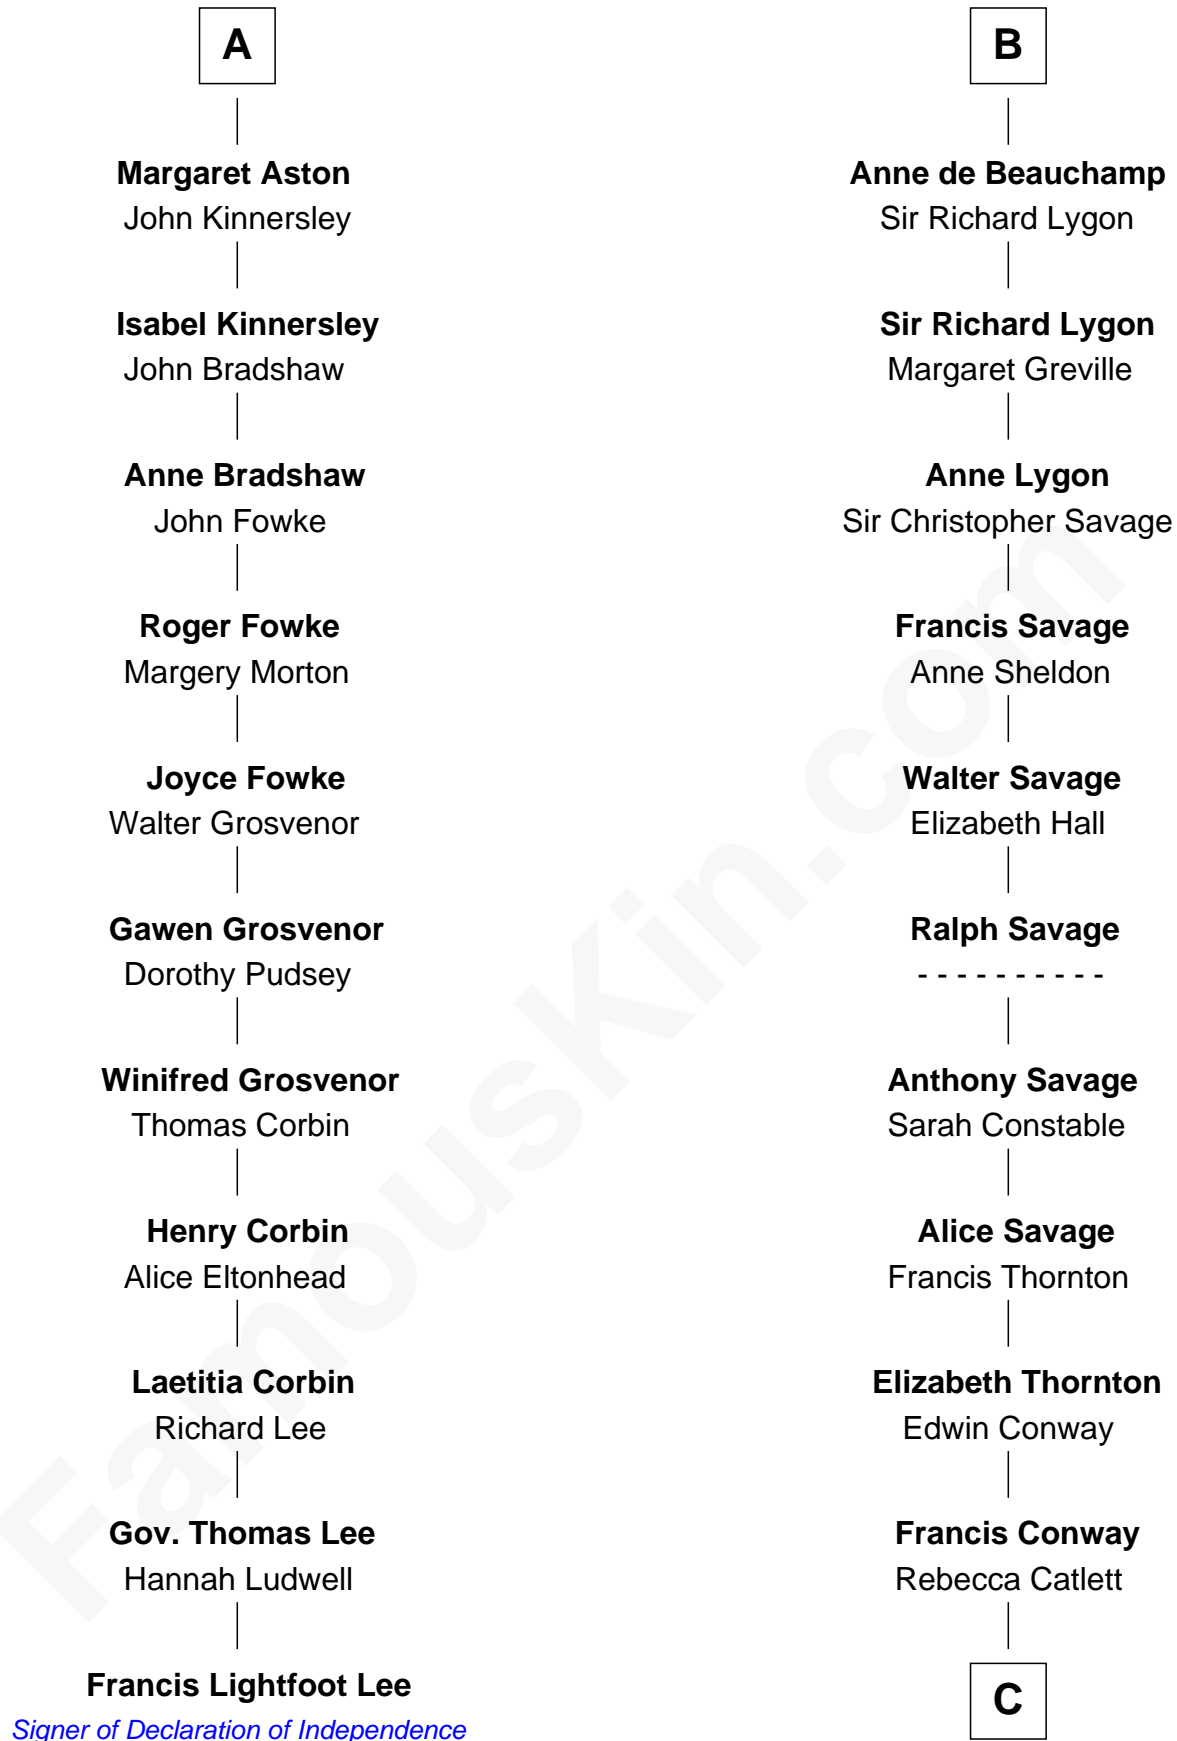 A
Margaret Aston
John Kinnersley
Isabel Kinnersley
John Bradshaw
Anne Bradshaw
John Fowke
Roger Fowke
Margery Morton
Joyce Fowke
Walter Grosvenor
Gawen Grosvenor
Dorothy Pudsey
Winifred Grosvenor
Thomas Corbin
Henry Corbin
Alice Eltonhead
Laetitia Corbin
Richard Lee
Gov. Thomas Lee
Hannah Ludwell
Francis Lightfoot Lee
Signer of Declaration of Independence
B
Anne de Beauchamp
Sir Richard Lygon
Sir Richard Lygon
Margaret Greville
Anne Lygon
Sir Christopher Savage
Francis Savage
Anne Sheldon
Walter Savage
Elizabeth Hall
Ralph Savage
- - - - - - - - - -
Anthony Savage
Sarah Constable
Alice Savage
Francis Thornton
Elizabeth Thornton
Edwin Conway
Francis Conway
Rebecca Catlett
C
FamousKin.com